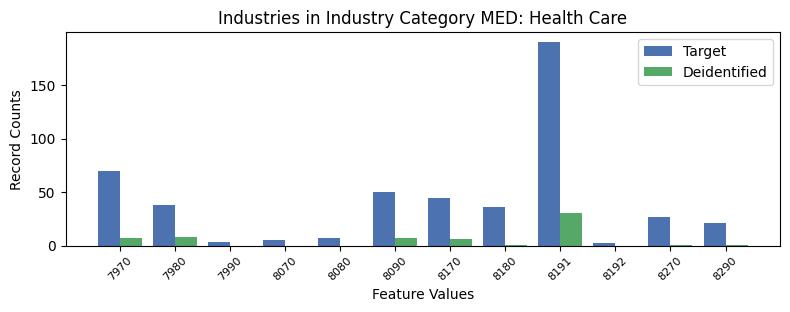 Industries in Industry Category MED: Health Care
Target
Deidentified
Record Counts
150
100
50
0
7970 7980 7990 8070 8080 8090 8170 8180 8191 8192 8270 8290
Feature Values